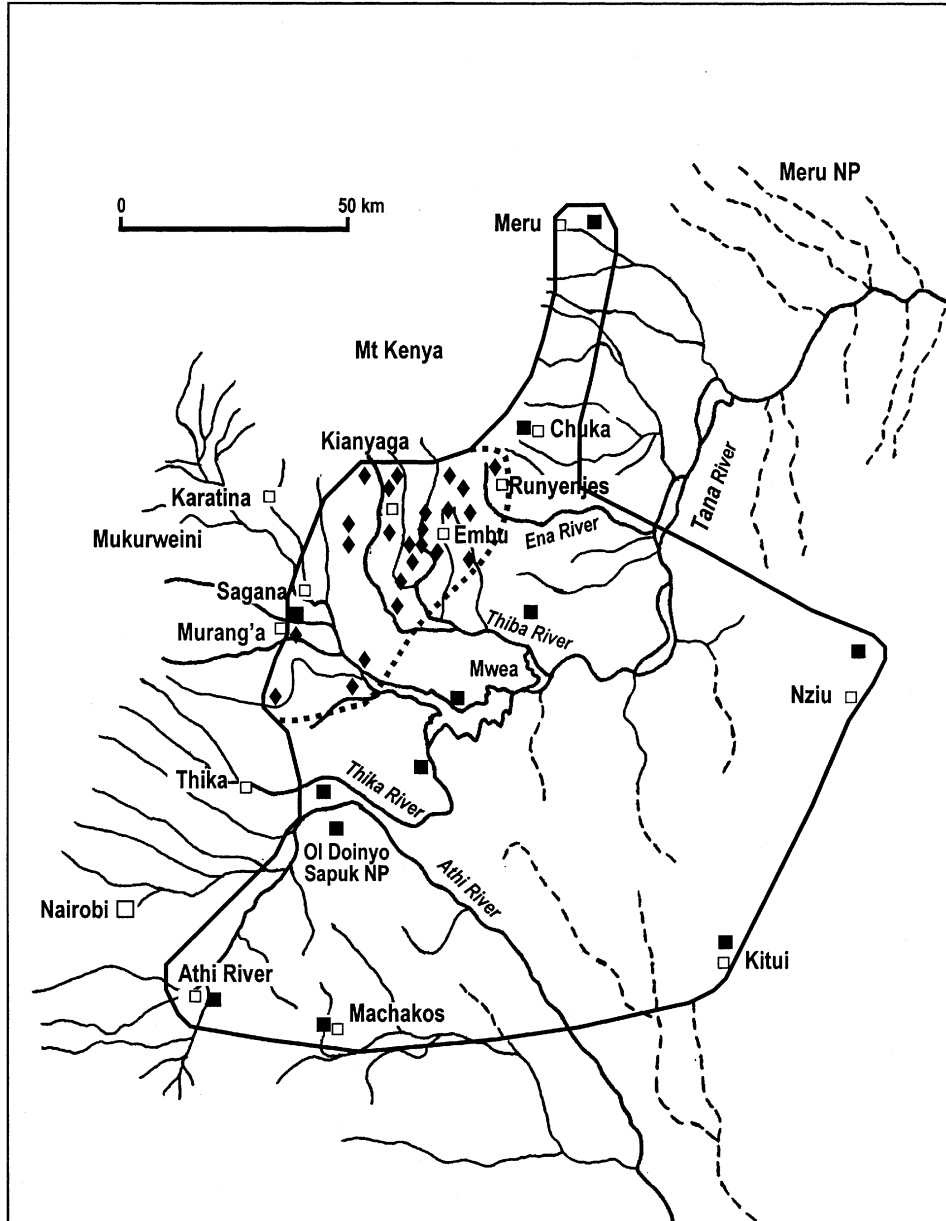 Meru NP
0 50 km
Meru
Mt Kenya
Chuka
Kianyaga
Karatina
Runyenjes
Tana River
Mukurweini
Embu
Ena River
Sagana
Thiba River
Murang'a
Mwea
Nziu
Thika
Thika River
Ol Doinyo
Sapuk NP
Athi River
Nairobi
Kitui
Athi River
Machakos